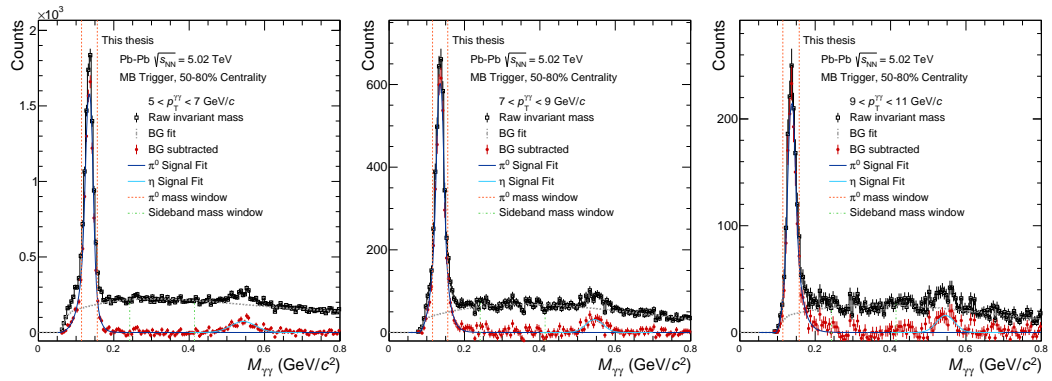 ×10³
Counts
2
1.5
1
0.5
0
This thesis
Pb-Pb √sNN = 5.02 TeV
MB Trigger, 50-80% Centrality
5 < pTγγ < 7 GeV/c
Raw invariant mass
BG fit
BG subtracted
π⁰ Signal Fit
η Signal Fit
π⁰ mass window
Sideband mass window
0 0.2 0.4 0.6 0.8
Mγγ (GeV/c²)
Counts
600
400
200
0
This thesis
Pb-Pb √sNN = 5.02 TeV
MB Trigger, 50-80% Centrality
7 < pTγγ < 9 GeV/c
Raw invariant mass
BG fit
BG subtracted
π⁰ Signal Fit
η Signal Fit
π⁰ mass window
Sideband mass window
0 0.2 0.4 0.6 0.8
Mγγ (GeV/c²)
Counts
200
100
0
This thesis
Pb-Pb √sNN = 5.02 TeV
MB Trigger, 50-80% Centrality
9 < pTγγ < 11 GeV/c
Raw invariant mass
BG fit
BG subtracted
π⁰ Signal Fit
η Signal Fit
π⁰ mass window
Sideband mass window
0 0.2 0.4 0.6 0.8
Mγγ (GeV/c²)